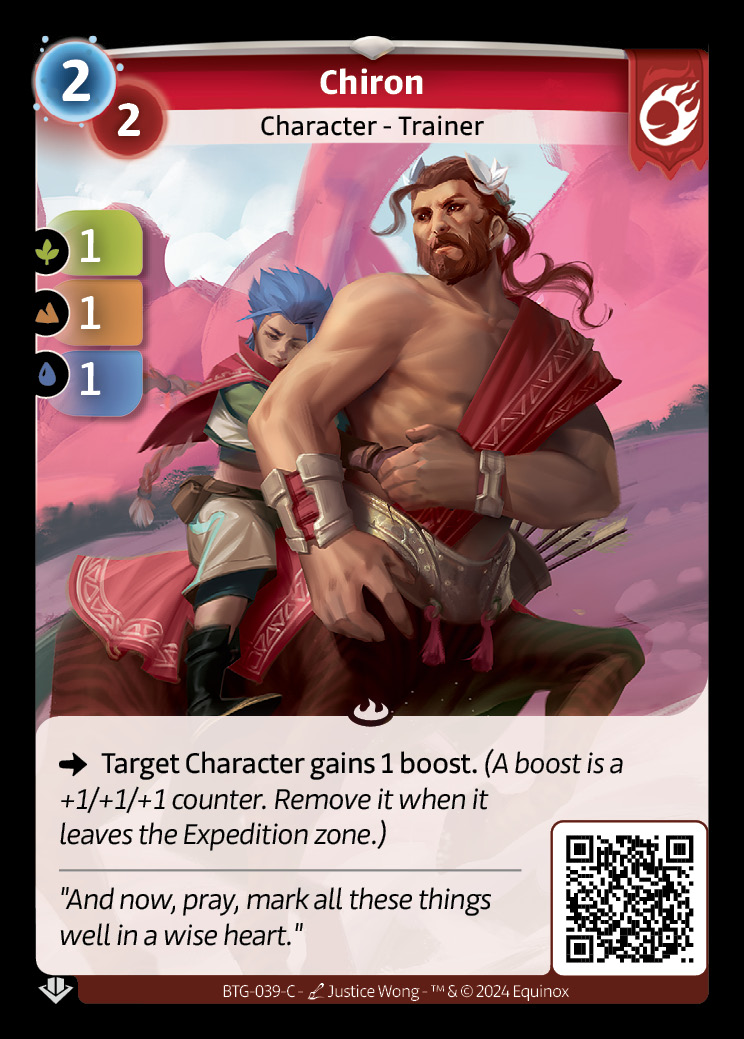 2
Chiron
2
Character - Trainer
1
1
1
Target Character gains 1 boost. (A boost is a
+1/+1/+1 counter. Remove it when it
leaves the Expedition zone.)
"And now, pray, mark all these things
well in a wise heart."
BTG-039-C - Justice Wong - ™ & © 2024 Equinox